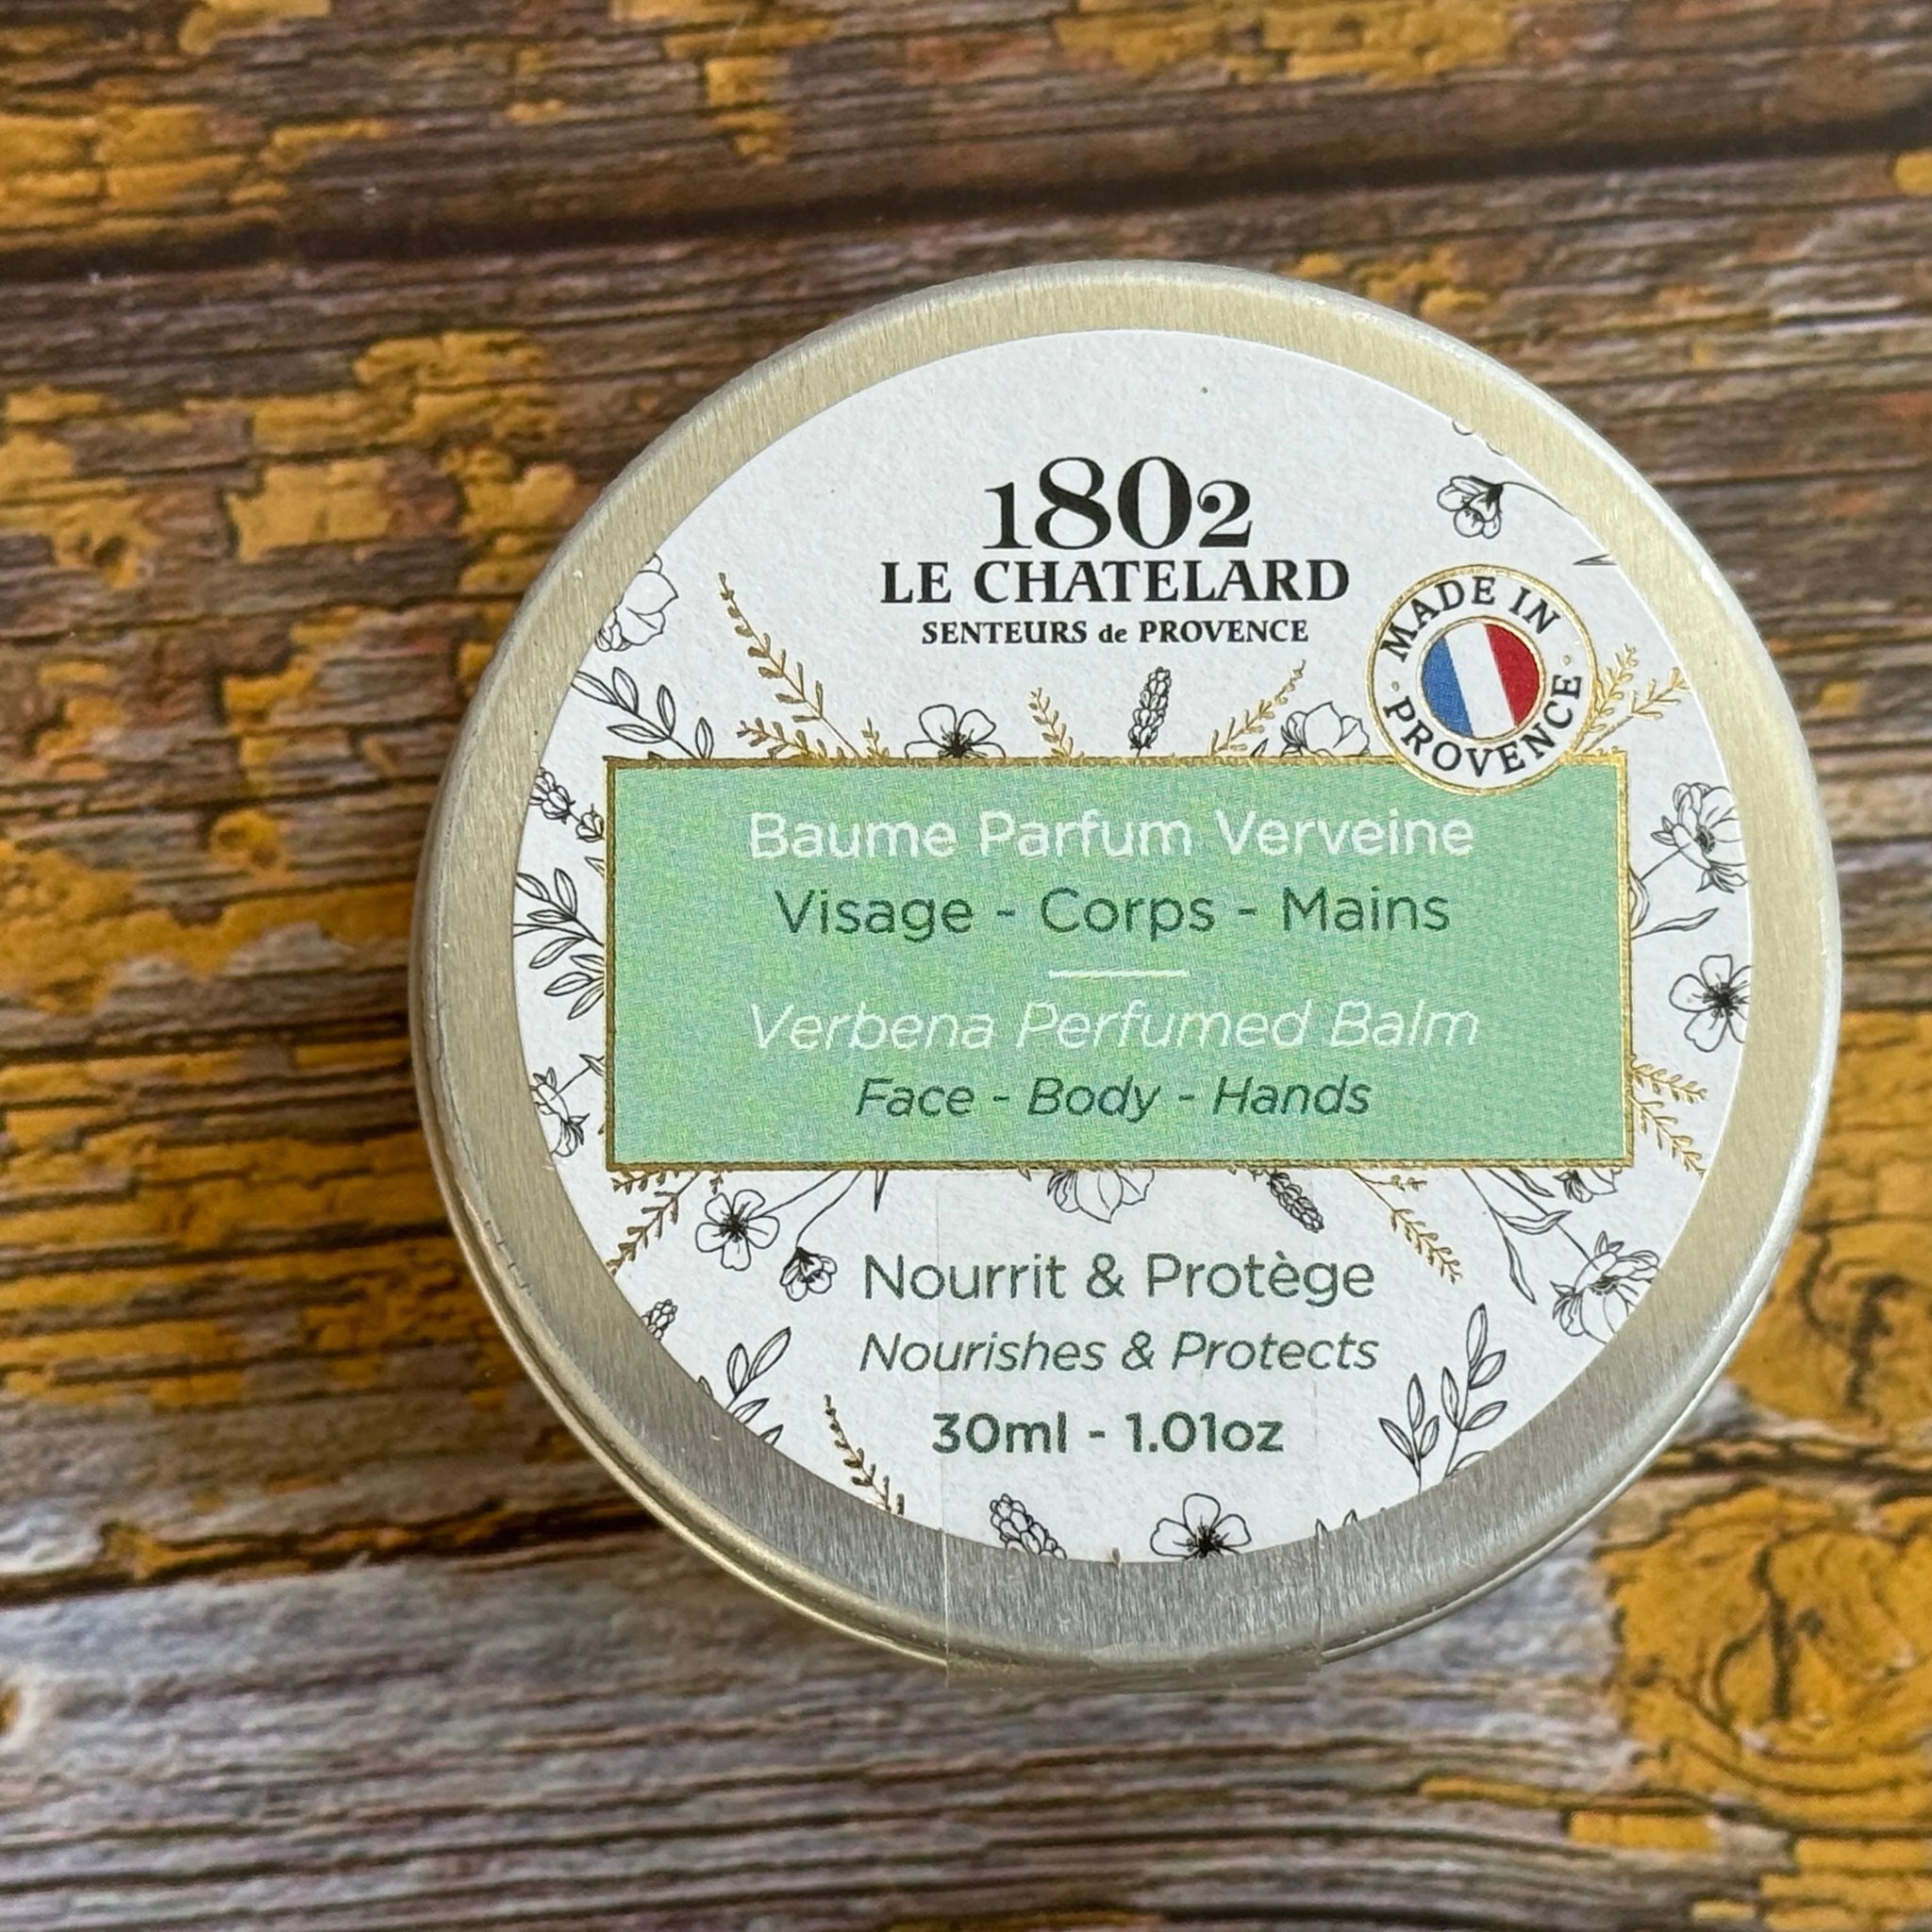 1802
LE CHATELARD
SENTEURS de PROVENCE
MADE IN
PROVENCE
Baume Parfum Verveine
Visage - Corps - Mains
Verbena Perfumed Balm
Face - Body - Hands
Nourrit & Protège
Nourishes & Protects
30ml - 1.01oz